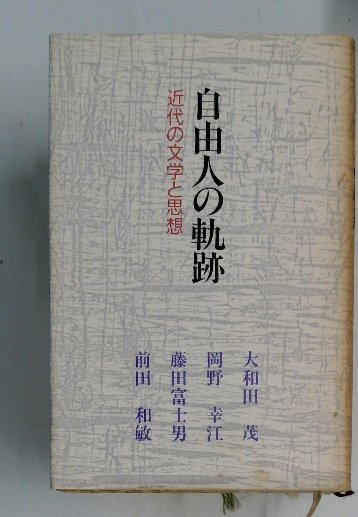 自由人の軌跡
近代の文学と思想
大和田 茂
岡野 幸江
藤田富士男
前田 和敏